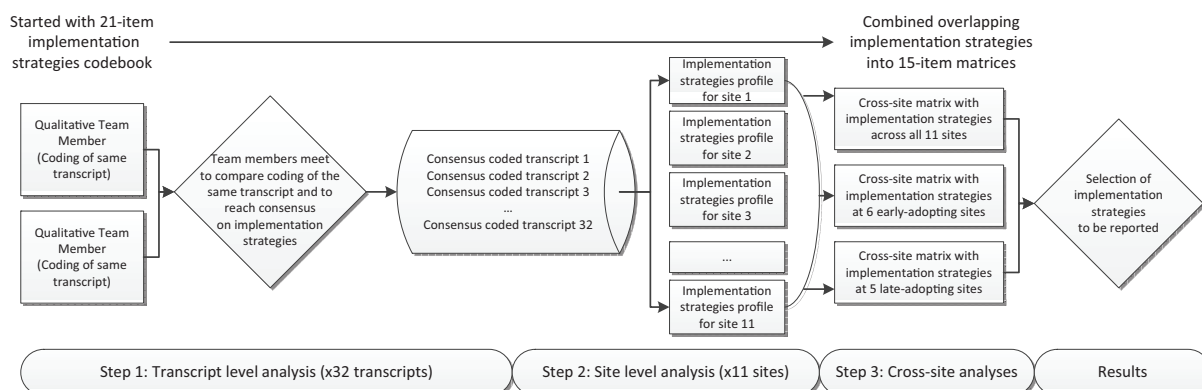 Started with 21-item
implementation
strategies codebook
Combined overlapping
implementation strategies
into 15-item matrices
Qualitative Team
Member
(Coding of same
transcript)
Qualitative Team
Member
(Coding of same
transcript)
Team members meet
to compare coding of the
same transcript and to
reach consensus
on implementation
strategies
Consensus coded transcript 1
Consensus coded transcript 2
Consensus coded transcript 3
...
Consensus coded transcript 32
Implementation
strategies profile
for site 1
Implementation
strategies profile
for site 2
Implementation
strategies profile
for site 3
...
Implementation
strategies profile
for site 11
Cross-site matrix with
implementation strategies
across all 11 sites
Cross-site matrix with
implementation strategies
at 6 early-adopting sites
Cross-site matrix with
implementation strategies
at 5 late-adopting sites
Selection of
implementation
strategies
to be reported
Step 1: Transcript level analysis (x32 transcripts)
Step 2: Site level analysis (x11 sites)
Step 3: Cross-site analyses
Results